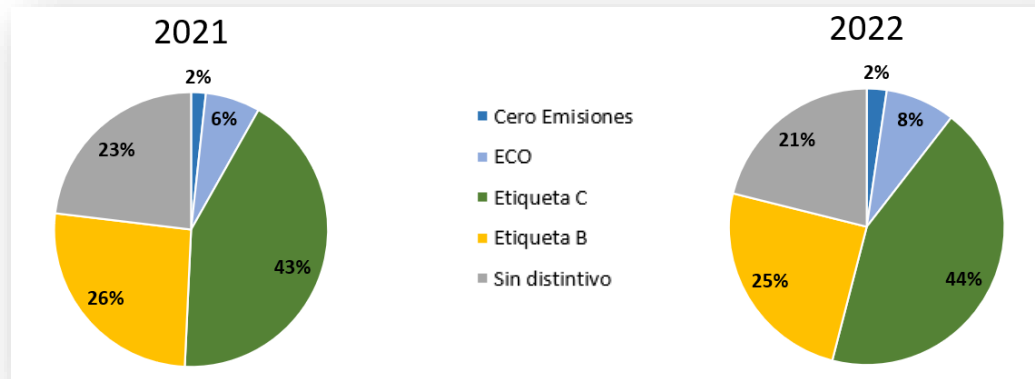 2021
2%
6%
23%
43%
26%
Cero Emisiones
ECO
Etiqueta C
Etiqueta B
Sin distintivo
2022
2%
8%
21%
44%
25%